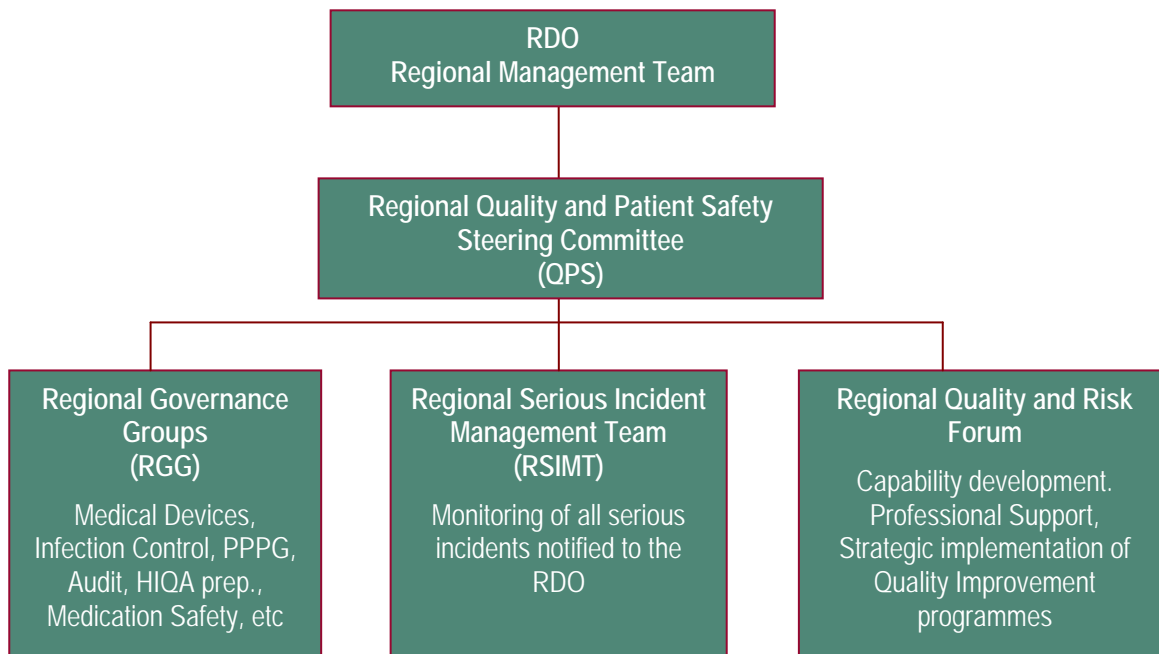 RDO
Regional Management Team
Regional Quality and Patient Safety
Steering Committee
(QPS)
Regional Governance
Groups
(RGG)
Medical Devices,
Infection Control, PPPG,
Audit, HIQA prep.,
Medication Safety, etc
Regional Serious Incident
Management Team
(RSIMT)
Monitoring of all serious
incidents notified to the
RDO
Regional Quality and Risk
Forum
Capability development.
Professional Support,
Strategic implementation of
Quality Improvement
programmes